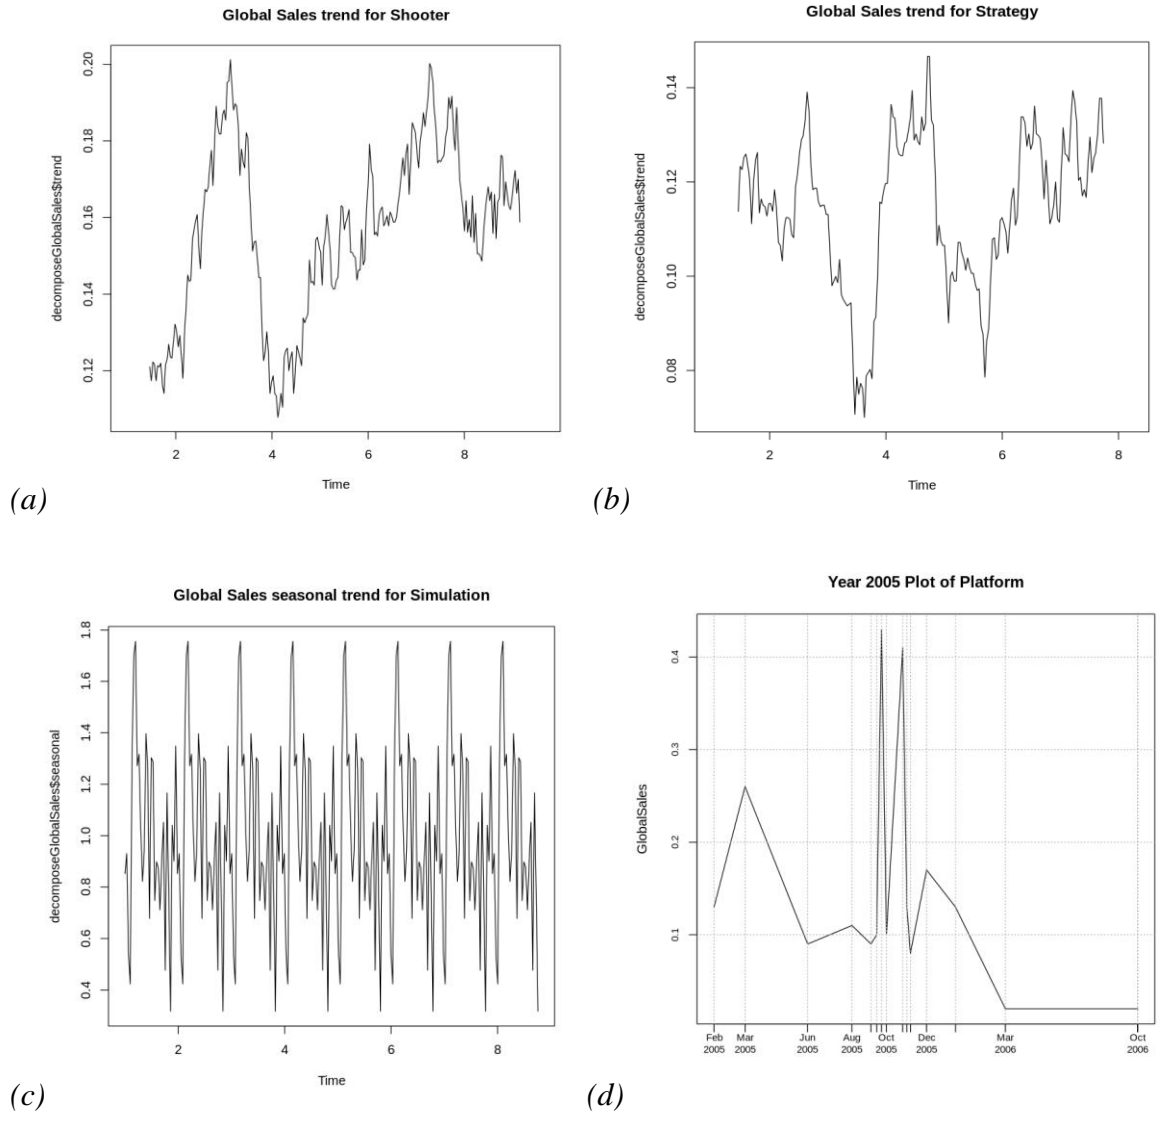 Global Sales trend for Shooter
decomposeGlobalSales$trend
0.20
0.18
0.16
0.14
0.12
2 4 6 8
Time
(a)
Global Sales trend for Strategy
decomposeGlobalSales$trend
0.14
0.12
0.10
0.08
2 4 6 8
Time
(b)
Global Sales seasonal trend for Simulation
decomposeGlobalSales$seasonal
1.8
1.6
1.4
1.2
1.0
0.8
0.6
0.4
2 4 6 8
Time
(c)
Year 2005 Plot of Platform
GlobalSales
0.4
0.3
0.2
0.1
Feb Mar Jun Aug Oct Dec Mar Oct
2005 2005 2005 2005 2005 2005 2006 2006
(d)